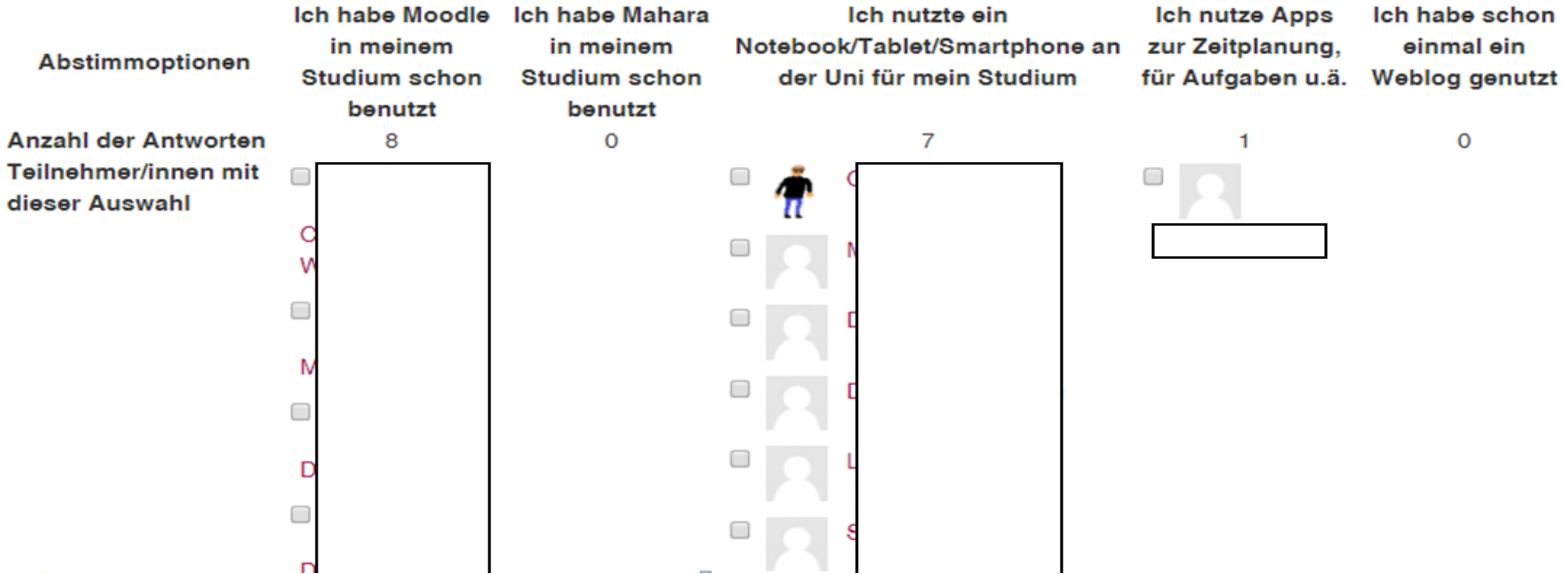 Abstimmoptionen
Ich habe Moodle
in meinem
Studium schon
benutzt
Ich habe Mahara
in meinem
Studium schon
benutzt
Ich nutzte ein
Notebook/Tablet/Smartphone an
der Uni für mein Studium
Ich nutze Apps
zur Zeitplanung,
für Aufgaben u.ä.
Ich habe schon
einmal ein
Weblog genutzt
Anzahl der Antworten
8
0
7
1
0
Teilnehmer/innen mit
dieser Auswahl
W
M
D
D